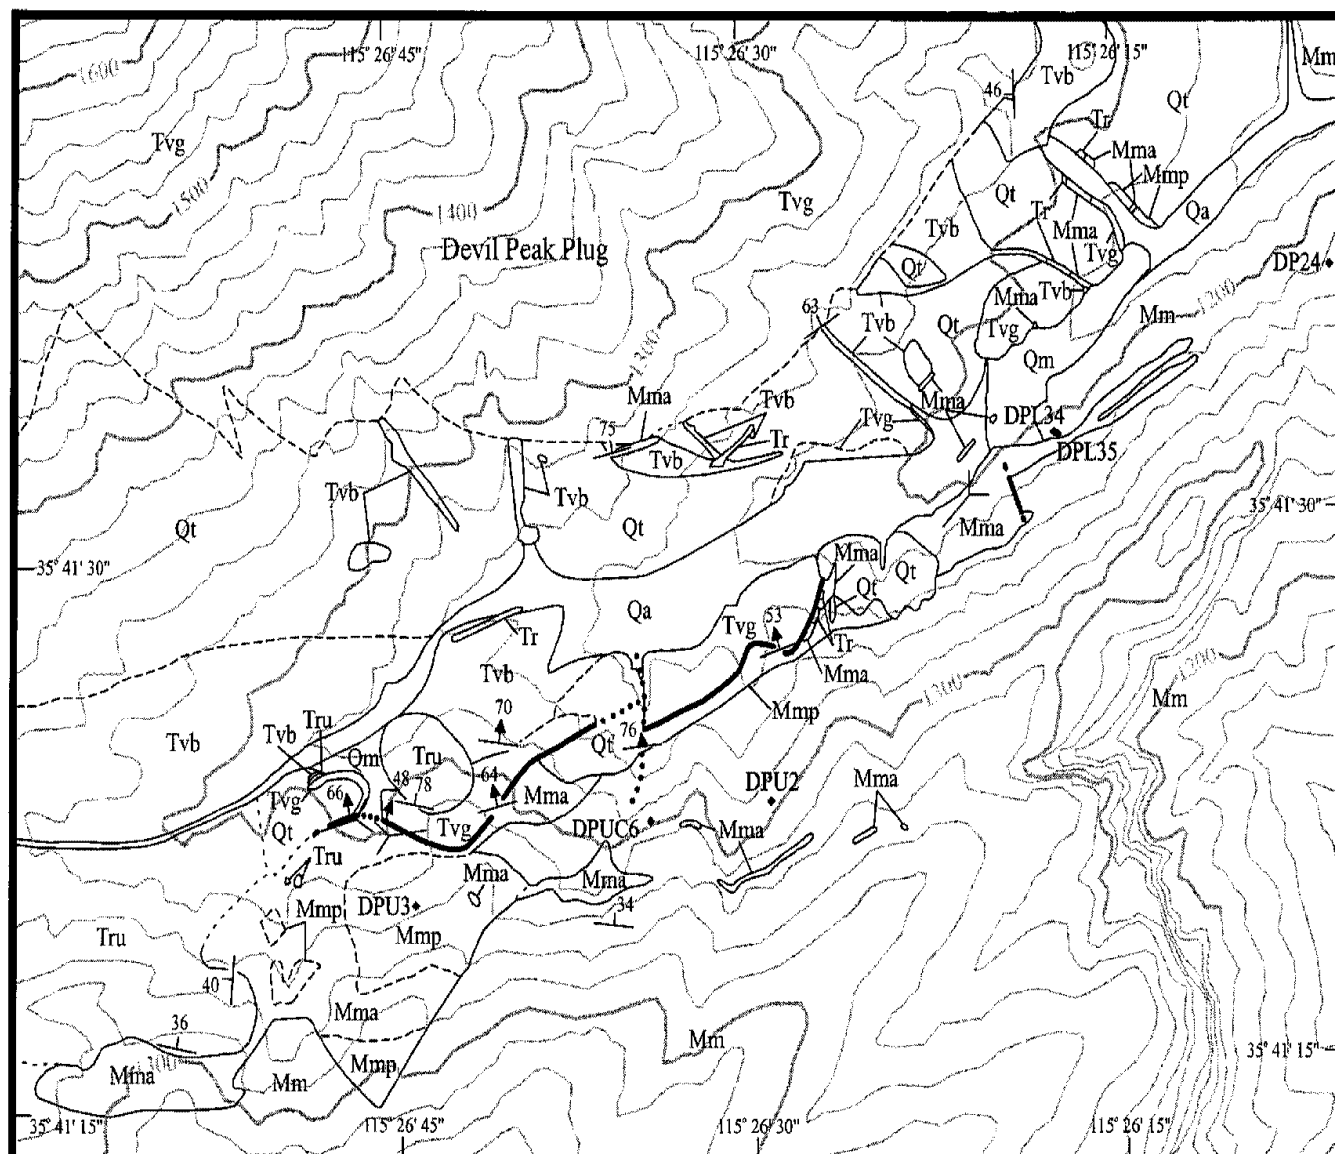 115° 26' 45"
115° 26' 30"
115° 26' 15"
Mm
1600
Tvb
46
Qt
Tvg
Tr
Mma
Mmp
1500
Tvg
Qt
Qa
1400
Tr
Mma
Tvb
Tvg
Devil Peak Plug
Qt
DP24
Mma
Tvb
1200
63
Tvb
Qt
Tvg
Mm
1300
Qm
Mma
Tvb
Mma
DPL34
75
Tr
Tvg
Tvb
DPL35
Tvb
Tvb
Qt
Qt
Mma
35° 41' 30"
35° 41' 30"
Mma
Qt
Qt
Qa
Tvg
53
Tr
Tr
Tvb
Mma
1200
1300
Mm
70
Mmp
Tru
Tvb
Tvb
Qm
Tru
76
Qt
48
78
64
DPU2
Mma
Tvg
66
Mma
Qt
Tvg
DPUC6
Mma
Tru
Mma
Mma
Mmp
DPU3
34
Tru
Mmp
40
Mma
36
1300
Mma
Mm
Mmp
Mm
35° 41' 15"
35° 41' 15"
115° 26' 45"
115° 26' 30"
115° 26' 15"